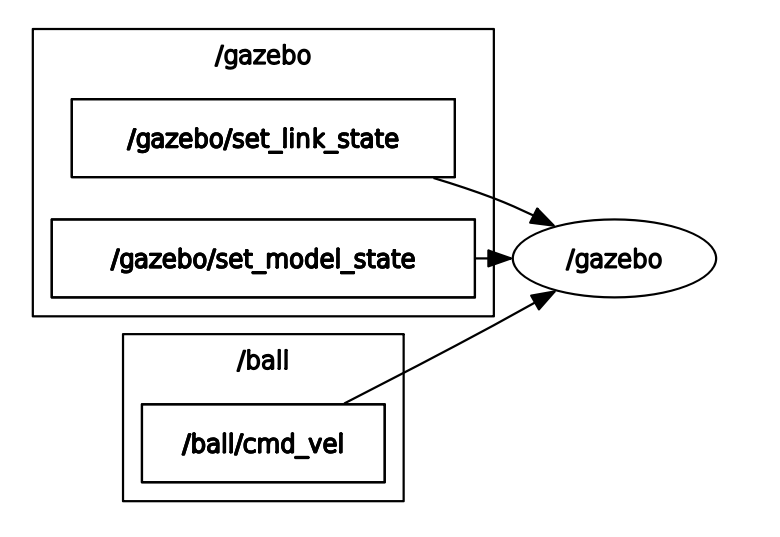 /gazebo
/gazebo/set_link_state
/gazebo/set_model_state
/gazebo
/ball
/ball/cmd_vel